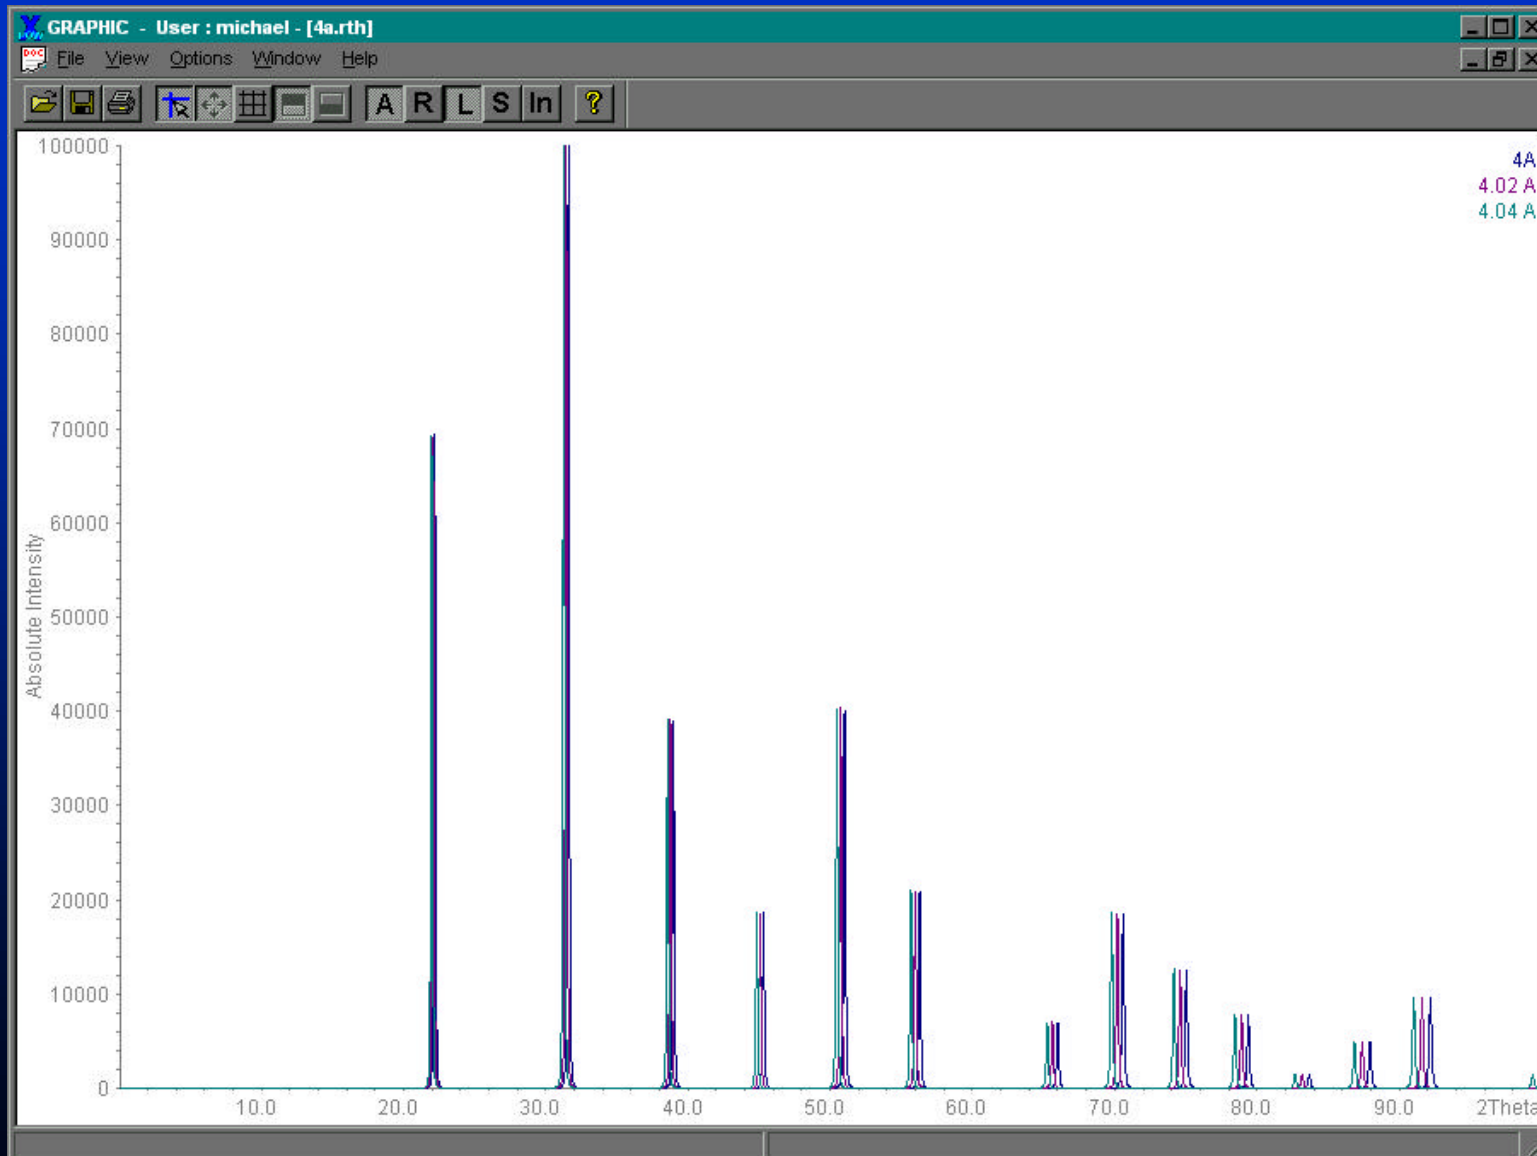 GRAPHIC - User : michael - [4a.rth]
DOC File View Options Window Help
A R L S In ?
100000
90000
80000
70000
60000
50000
40000
30000
20000
10000
0
Absolute Intensity
4A
4.02 A
4.04 A
10.0 20.0 30.0 40.0 50.0 60.0 70.0 80.0 90.0 2Theta